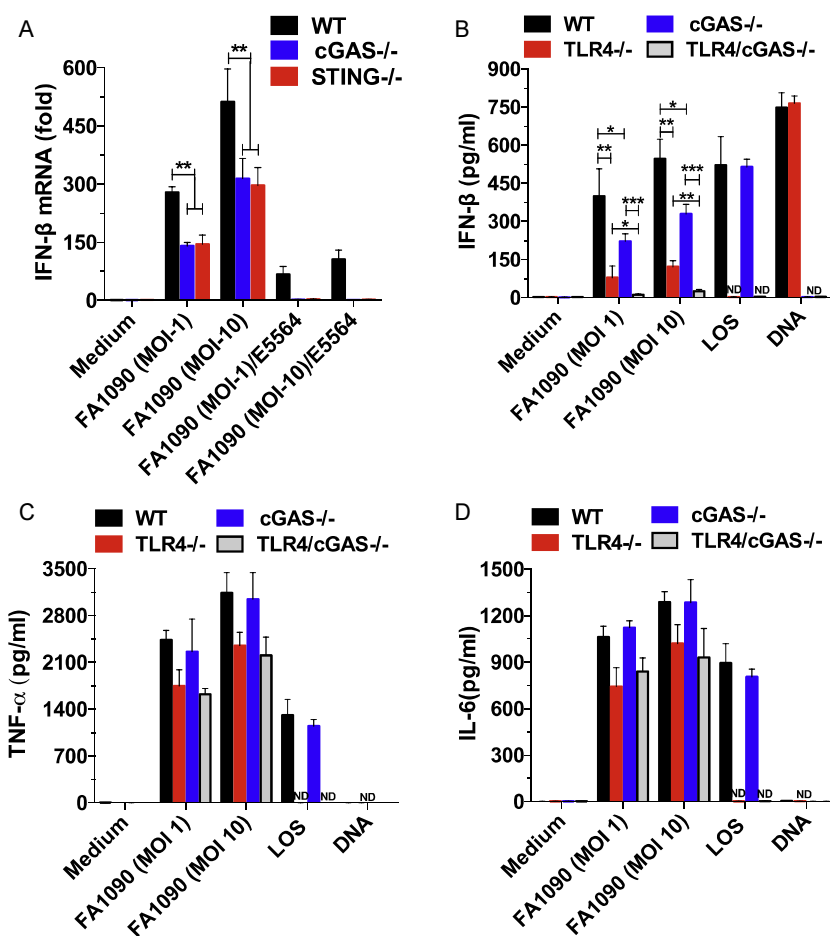 A
WT
cGAS-/-
STING-/-
IFN-β mRNA (fold)
600
450
300
150
0
**
**
Medium
FA1090 (MOI-1)
FA1090 (MOI-10)
FA1090 (MOI-1)/E5564
FA1090 (MOI-10)/E5564
B
WT
cGAS-/-
TLR4-/-
TLR4/cGAS-/-
IFN-β (pg/ml)
900
750
600
450
300
150
0
*
**
***
*
*
**
***
**
ND
ND
ND
Medium
FA1090 (MOI 1)
FA1090 (MOI 10)
LOS
DNA
C
WT
cGAS-/-
TLR4-/-
TLR4/cGAS-/-
TNF-α (pg/ml)
3500
2800
2100
1400
700
0
ND
ND
ND
Medium
FA1090 (MOI 1)
FA1090 (MOI 10)
LOS
DNA
D
WT
cGAS-/-
TLR4-/-
TLR4/cGAS-/-
IL-6(pg/ml)
1500
1200
900
600
300
0
ND
ND
ND
Medium
FA1090 (MOI 1)
FA1090 (MOI 10)
LOS
DNA